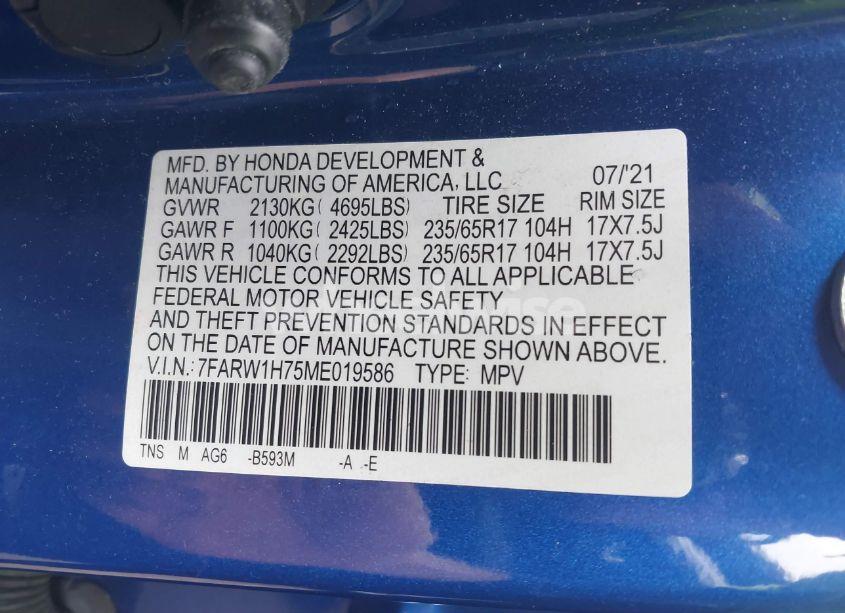 MFD. BY HONDA DEVELOPMENT &
MANUFACTURING OF AMERICA, LLC 07/'21
GVWR 2130KG( 4695LBS) TIRE SIZE RIM SIZE
GAWR F 1100KG( 2425LBS) 235/65R17 104H 17X7.5J
GAWR R 1040KG( 2292LBS) 235/65R17 104H 17X7.5J
THIS VEHICLE CONFORMS TO ALL APPLICABLE
FEDERAL MOTOR VEHICLE SAFETY
AND THEFT PREVENTION STANDARDS IN EFFECT
ON THE DATE OF MANUFACTURE SHOWN ABOVE.
V.I.N.: 7FARW1H75ME019586 TYPE: MPV
TNS M AG6 -B593M -A -E